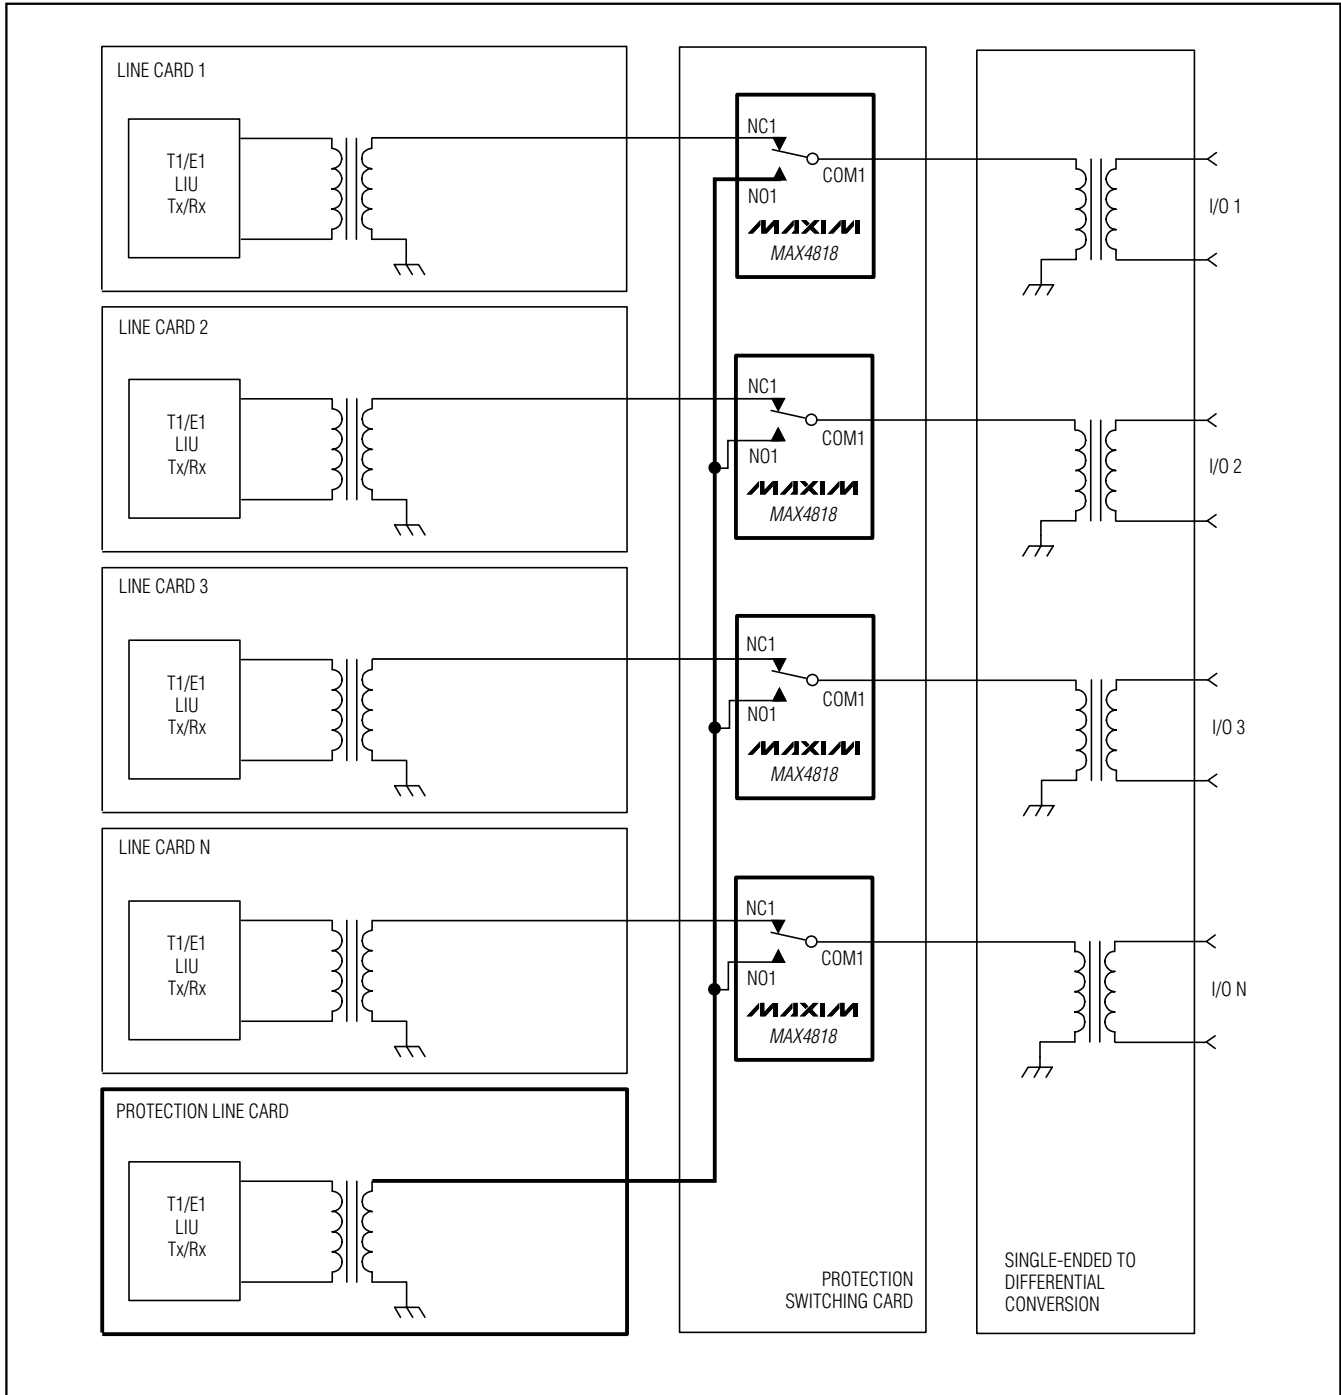 LINE CARD 1
T1/E1
LIU
Tx/Rx
NC1
COM1
NO1
MAXIM
MAX4818
I/O 1
LINE CARD 2
T1/E1
LIU
Tx/Rx
NC1
COM1
NO1
MAXIM
MAX4818
I/O 2
LINE CARD 3
T1/E1
LIU
Tx/Rx
NC1
COM1
NO1
MAXIM
MAX4818
I/O 3
LINE CARD N
T1/E1
LIU
Tx/Rx
NC1
COM1
NO1
MAXIM
MAX4818
I/O N
PROTECTION LINE CARD
T1/E1
LIU
Tx/Rx
PROTECTION
SWITCHING CARD
SINGLE-ENDED TO
DIFFERENTIAL
CONVERSION